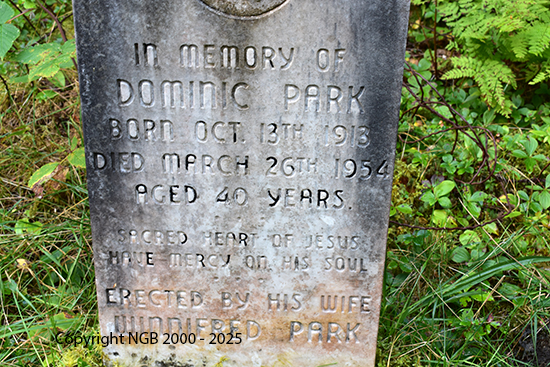 IN MEMORY OF
DOMINIC PARK
BORN OCT. 13TH. 1913
DIED MARCH 26TH. 1954
AGED 40 YEARS.
SACRED HEART OF JESUS
HAVE MERCY ON HIS SOUL
ERECTED BY HIS WIFE
WINNIFRED PARK
Copyright NGB 2000 - 2025